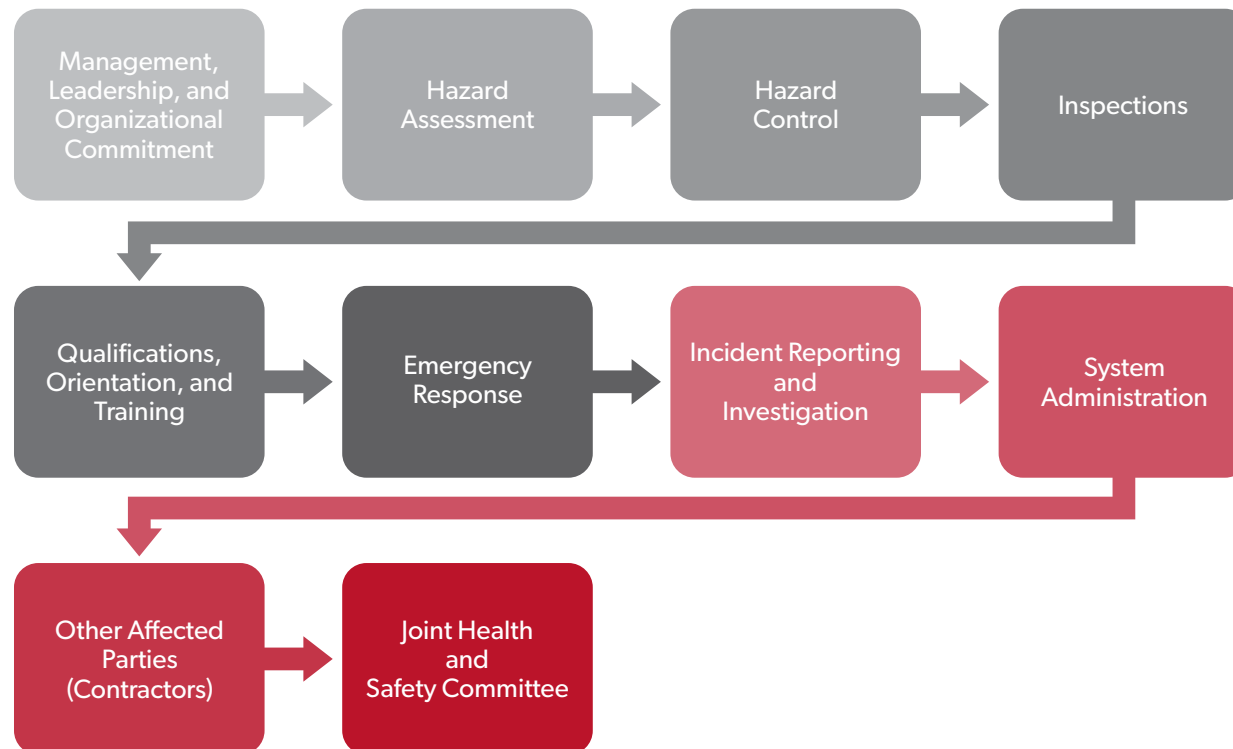 Management,
Leadership, and
Organizational
Commitment
Hazard
Assessment
Hazard
Control
Inspections
Qualifications,
Orientation, and
Training
Emergency
Response
Incident Reporting
and
Investigation
System
Administration
Other Affected
Parties
(Contractors)
Joint Health
and
Safety Committee